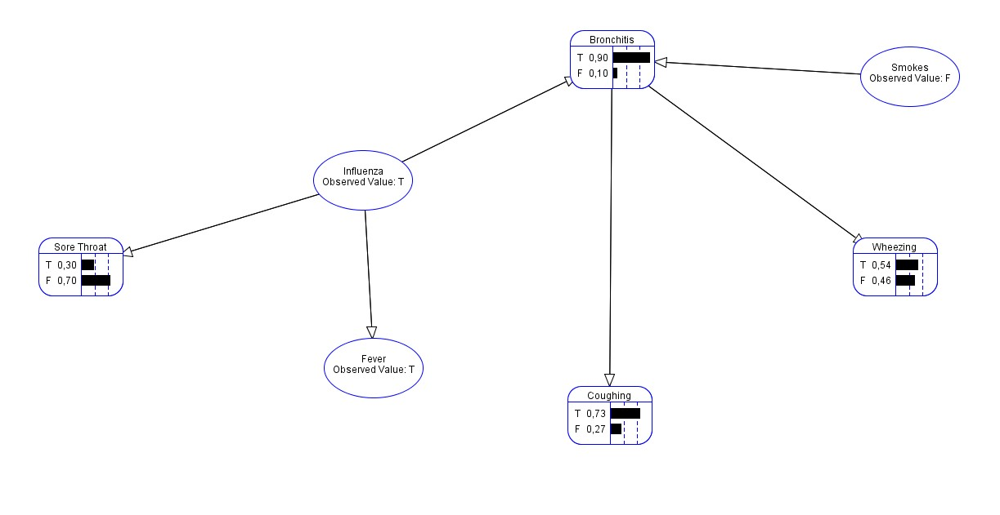 Bronchitis
T 0,90
F 0,10
Smokes
Observed Value: F
Influenza
Observed Value: T
Sore Throat
T 0,30
F 0,70
Wheezing
T 0,54
F 0,46
Fever
Observed Value: T
Coughing
T 0,73
F 0,27